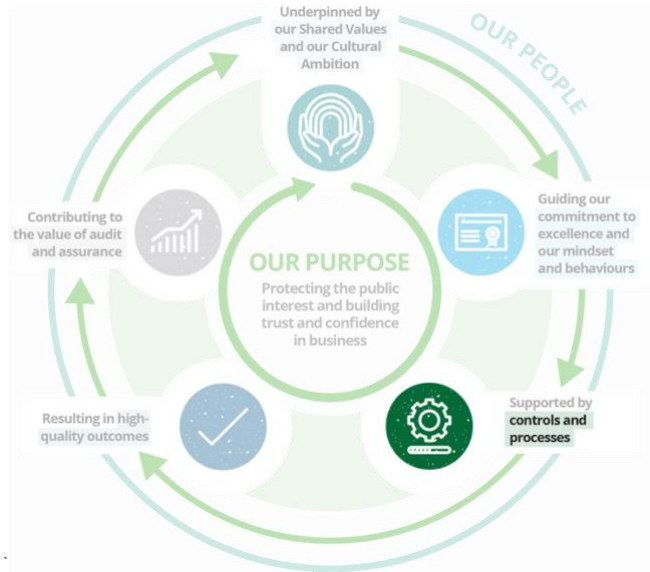 Underpinned by
our Shared Values
and our Cultural
Ambition
OUR PEOPLE
Guiding our
commitment to
excellence and
our mindset
and behaviours
Contributing to
the value of audit
and assurance
OUR PURPOSE
Protecting the public
interest and building
trust and confidence
in business
Supported by
controls and
processes
Resulting in high-
quality outcomes